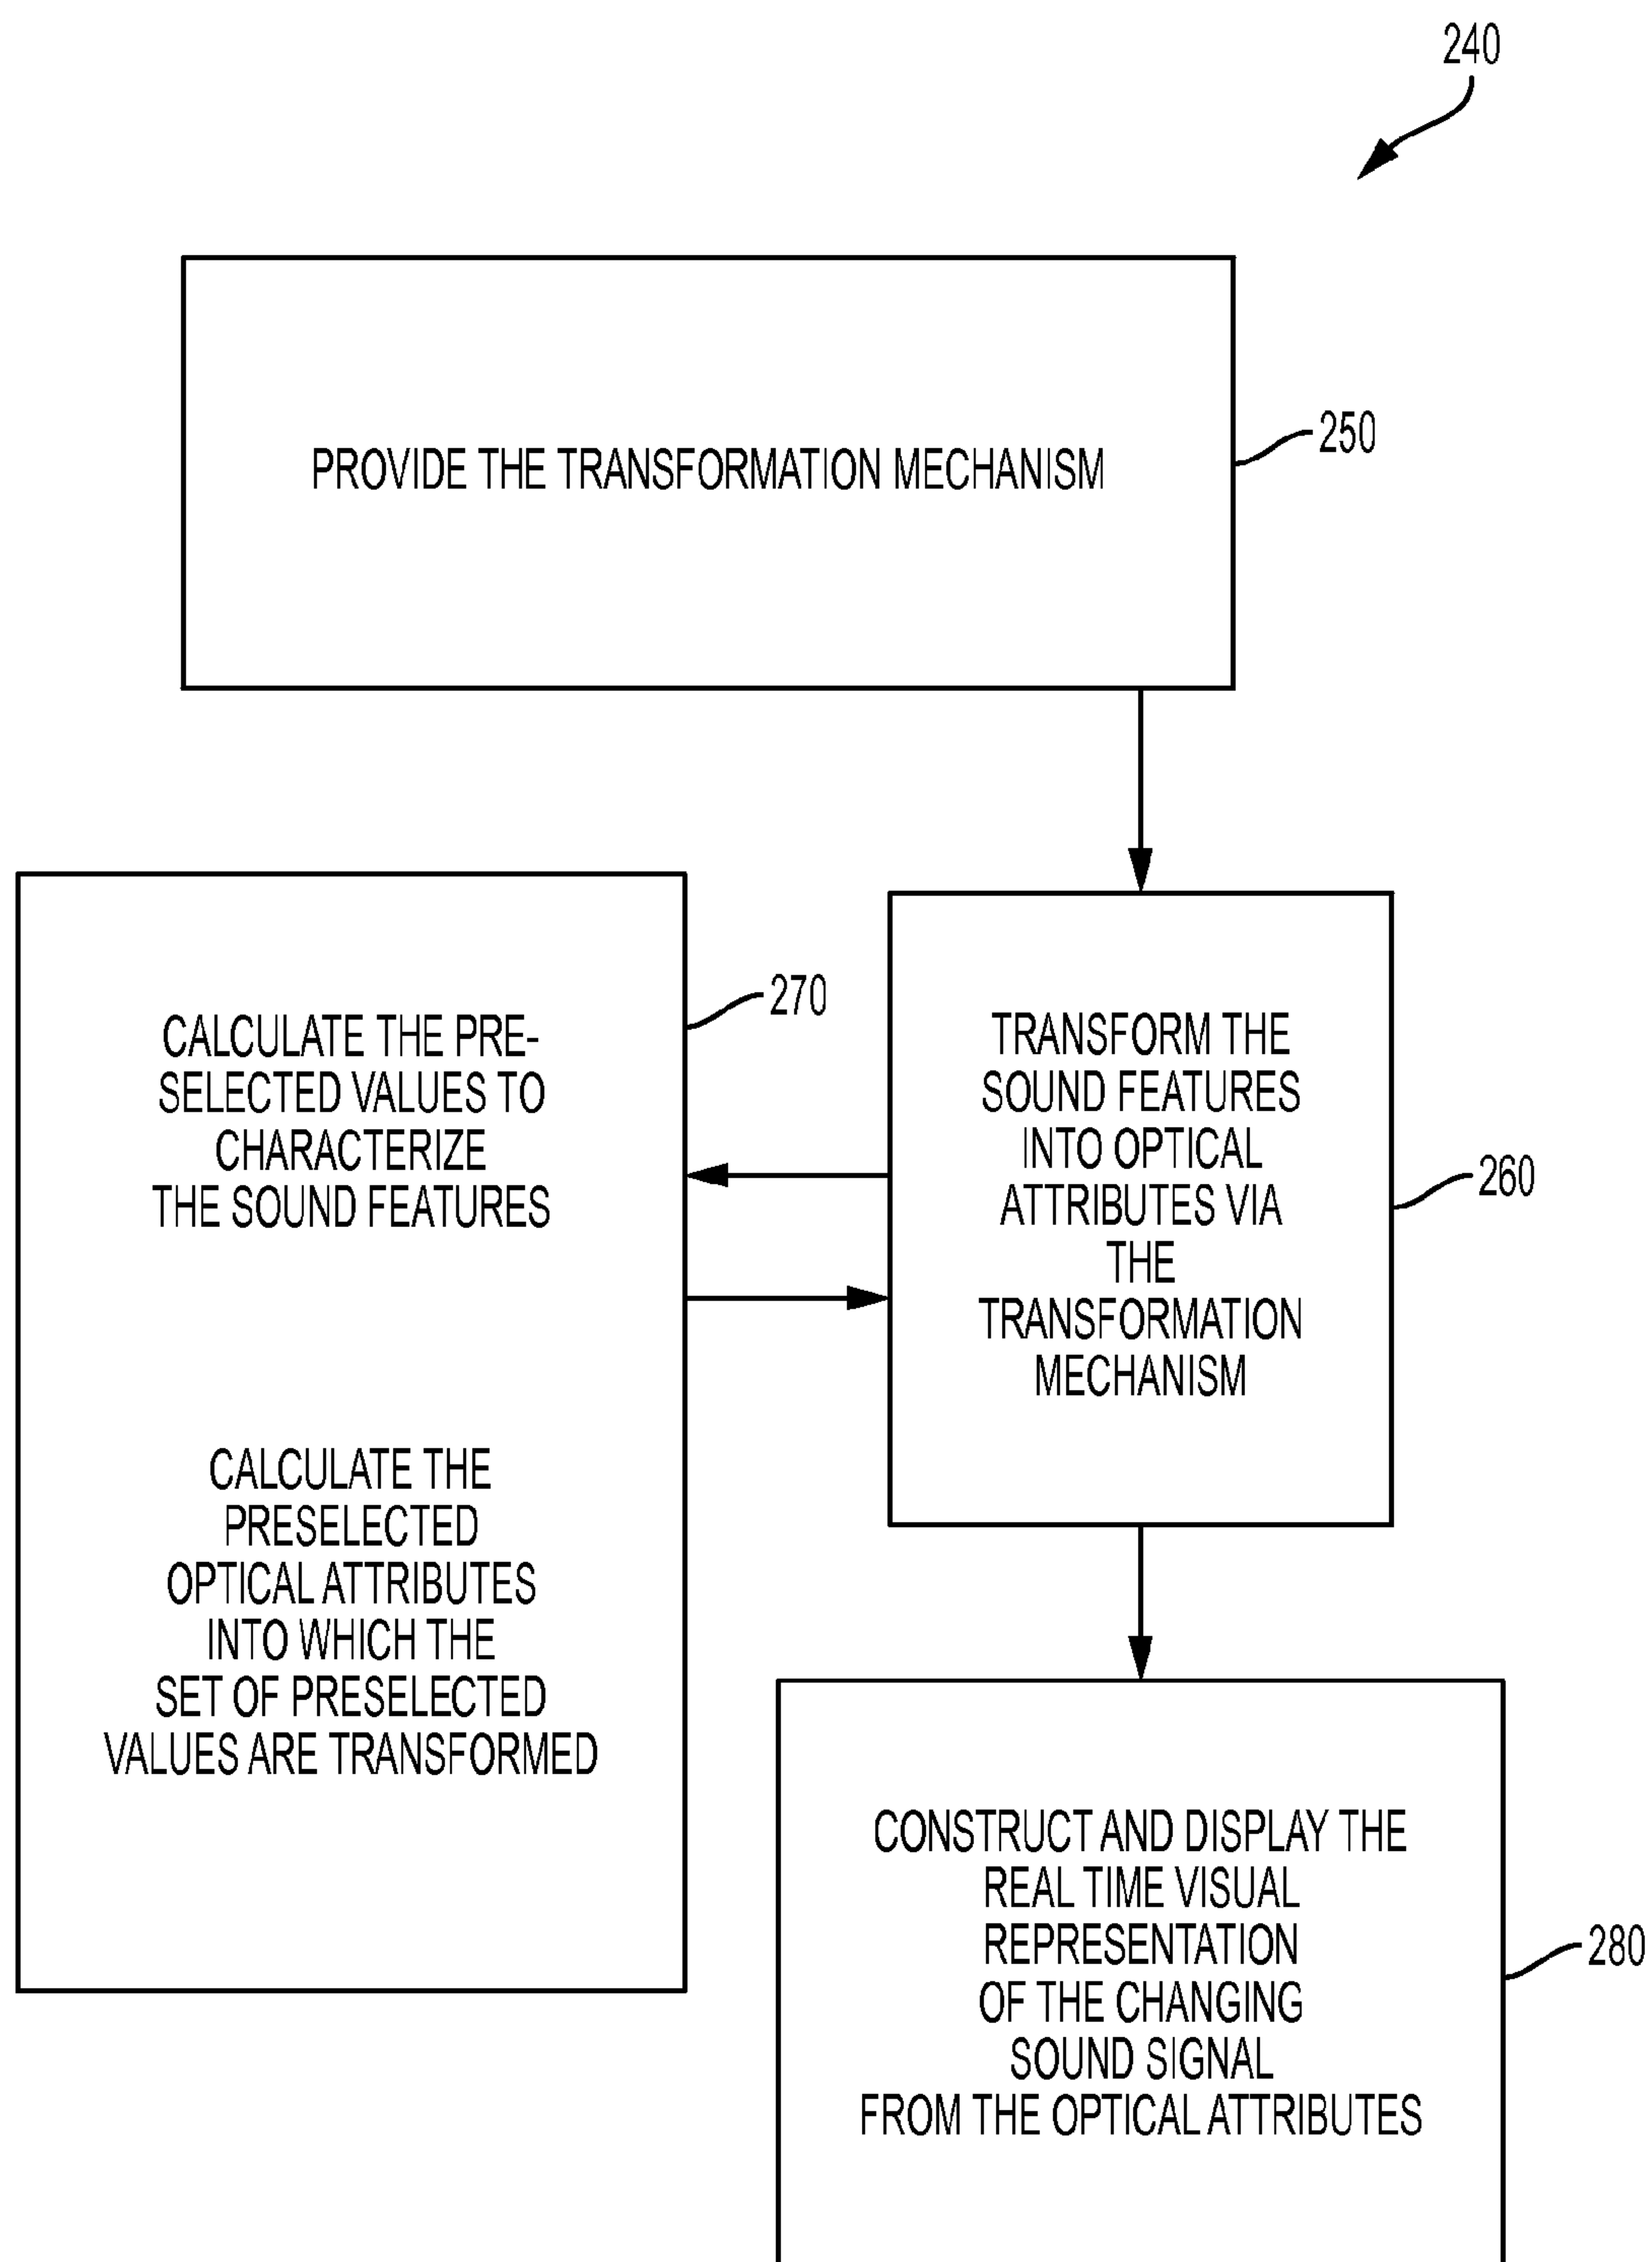 240
PROVIDE THE TRANSFORMATION MECHANISM
250
CALCULATE THE PRE-
SELECTED VALUES TO
CHARACTERIZE
THE SOUND FEATURES
CALCULATE THE
PRESELECTED
OPTICAL ATTRIBUTES
INTO WHICH THE
SET OF PRESELECTED
VALUES ARE TRANSFORMED
270
TRANSFORM THE
SOUND FEATURES
INTO OPTICAL
ATTRIBUTES VIA
THE
TRANSFORMATION
MECHANISM
260
CONSTRUCT AND DISPLAY THE
REAL TIME VISUAL
REPRESENTATION
OF THE CHANGING
SOUND SIGNAL
FROM THE OPTICAL ATTRIBUTES
280